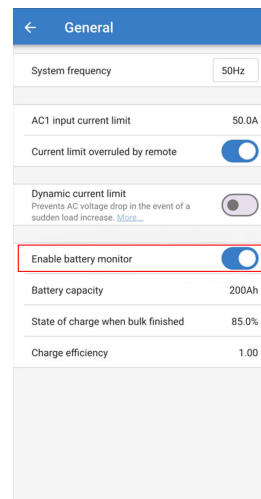 ← General
System frequency 50Hz
AC1 input current limit 50.0A
Current limit overruled by remote
Dynamic current limit
Prevents AC voltage drop in the event of a
sudden load increase. More...
Enable battery monitor
Battery capacity 200Ah
State of charge when bulk finished 85.0%
Charge efficiency 1.00